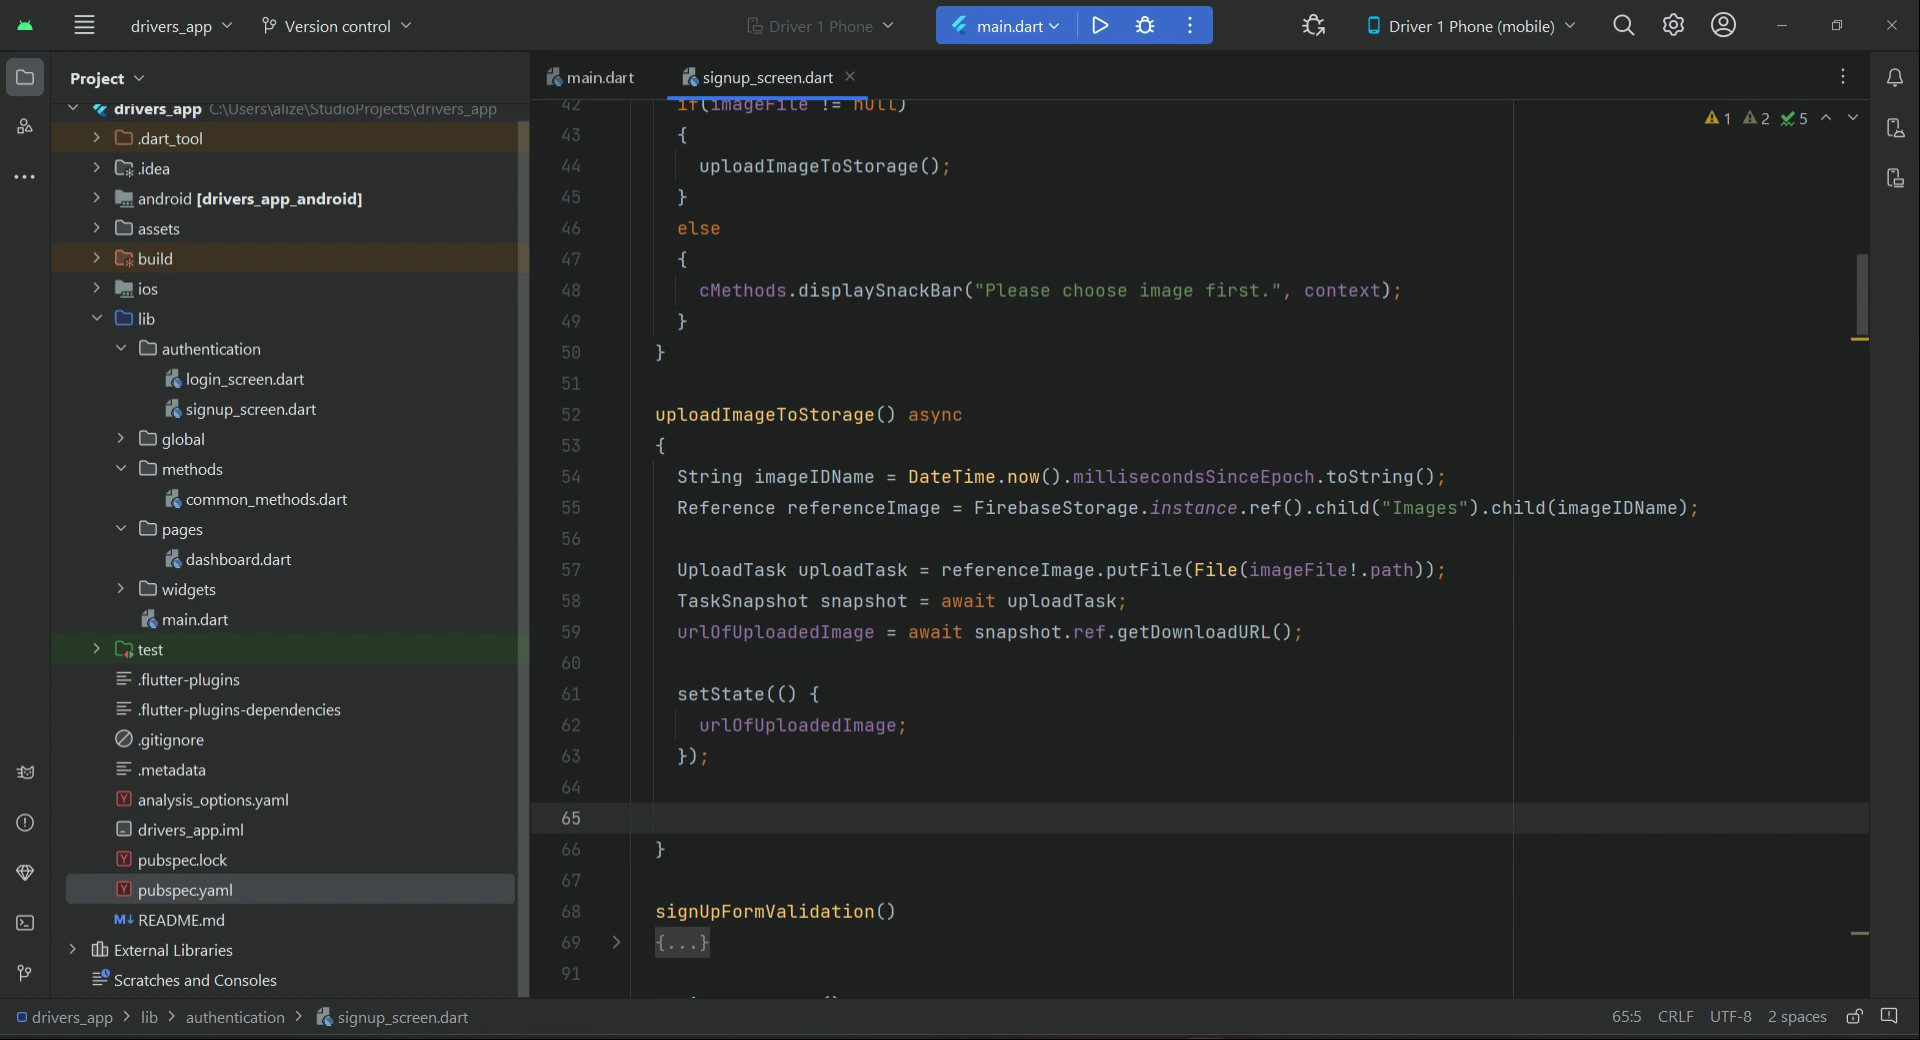 drivers_app
Version control
Driver 1 Phone
main.dart
Driver 1 Phone (mobile)
Project
main.dart
signup_screen.dart
drivers_app C:\Users\alize\StudioProjects\drivers_app
.dart_tool
.idea
android [drivers_app_android]
assets
build
ios
lib
authentication
login_screen.dart
signup_screen.dart
global
methods
common_methods.dart
pages
dashboard.dart
widgets
main.dart
test
.flutter-plugins
.flutter-plugins-dependencies
.gitignore
.metadata
analysis_options.yaml
drivers_app.iml
pubspec.lock
pubspec.yaml
README.md
External Libraries
Scratches and Consoles
1 2 5
42 if(imageFile != null)
43 {
44 uploadImageToStorage();
45 }
46 else
47 {
48 cMethods.displaySnackBar("Please choose image first.", context);
49 }
50 }
51
52 uploadImageToStorage() async
53 {
54 String imageIDName = DateTime.now().millisecondsSinceEpoch.toString();
55 Reference referenceImage = FirebaseStorage.instance.ref().child("Images").child(imageIDName);
56
57 UploadTask uploadTask = referenceImage.putFile(File(imageFile!.path));
58 TaskSnapshot snapshot = await uploadTask;
59 urlOfUploadedImage = await snapshot.ref.getDownloadURL();
60
61 setState(() {
62 urlOfUploadedImage;
63 });
64
65
66 }
67
68 signUpFormValidation()
69 {...}
91
drivers_app > lib > authentication > signup_screen.dart
65:5 CRLF UTF-8 2 spaces